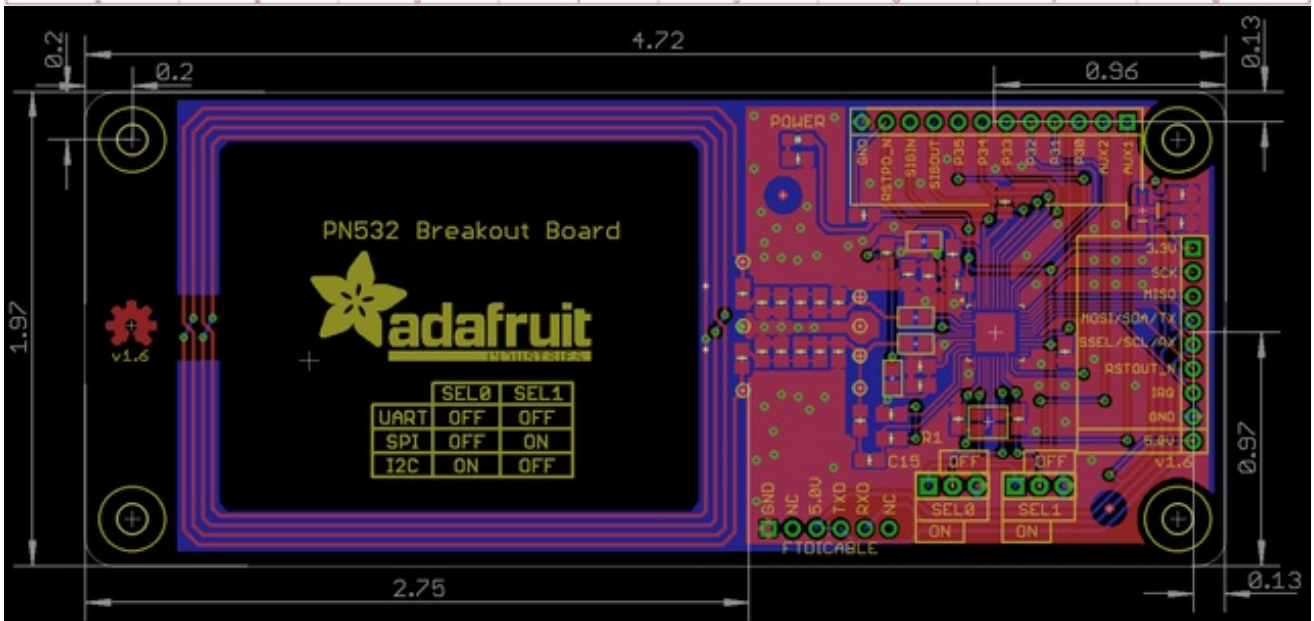 4.72
0.2
0.2
0.13
0.96
POWER
GND
RSTPD_N
SIGIN
SIGOUT
P35
P34
P33
P32
P31
P30
AUX2
AUX1
PN532 Breakout Board
adafruit
INDUSTRIES
1.97
v1.6
1.97
3.3V
SCK
MISO
MOSI/SDA/TX
SSEL/SCL/RX
RSTOUT_N
IRQ
GND
5.0V
v1.6
SEL0 SEL1
UART OFF OFF
SPI OFF ON
I2C ON OFF
R1
C15
OFF
OFF
SEL0
SEL1
ON
ON
GND
NC
5.0V
TXD
RXD
NC
FTDICABLE
0.97
2.75
0.13